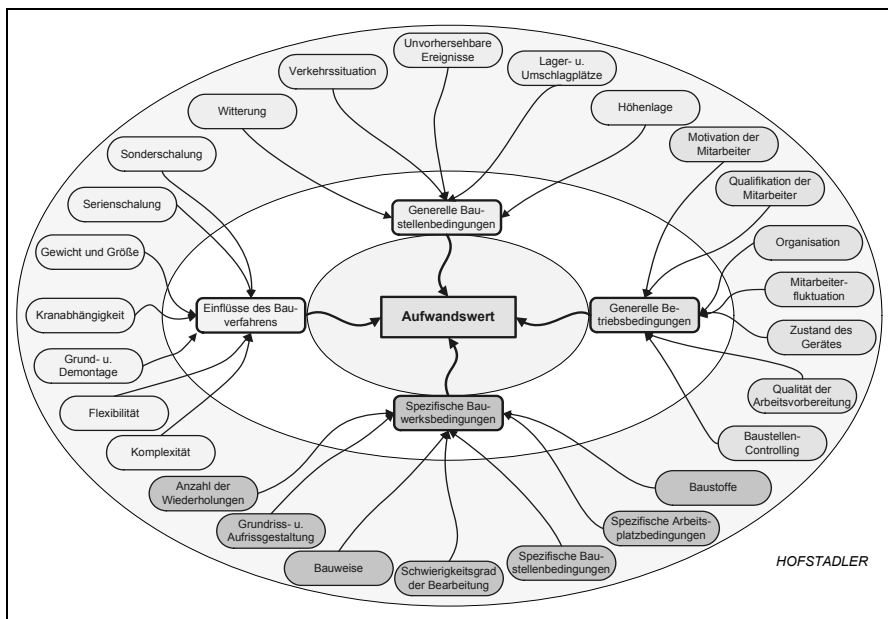 Unvorhersehbare
Ereignisse
Lager- u.
Umschlagplätze
Verkehrssituation
Höhenlage
Witterung
Motivation der
Mitarbeiter
Sonderschalung
Qualifikation der
Mitarbeiter
Serienschalung
Generelle Bau-
stellenbedingungen
Organisation
Gewicht und Größe
Mitarbeiter-
fluktuation
Kranabhängigkeit
Einflüsse des Bau-
verfahrens
Aufwandswert
Generelle Be-
triebsbedingungen
Zustand des
Gerätes
Grund- u.
Demontage
Qualität der
Arbeitsvorbereitung
Flexibilität
Spezifische Bau-
werksbedingungen
Komplexität
Baustellen-
Controlling
Anzahl der
Wiederholungen
Baustoffe
Grundriss- u.
Aufrissgestaltung
Spezifische Arbeits-
platzbedingungen
Bauweise
Schwierigkeitsgrad
der Bearbeitung
Spezifische Bau-
stellenbedingungen
HOFSTADLER